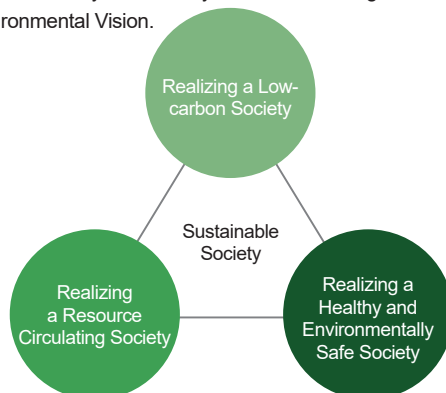 ronmental Vision.
Realizing a Low-
carbon Society
Sustainable
Society
Realizing
a Resource
Circulating Society
Realizing a
Healthy and
Environmentally
Safe Society